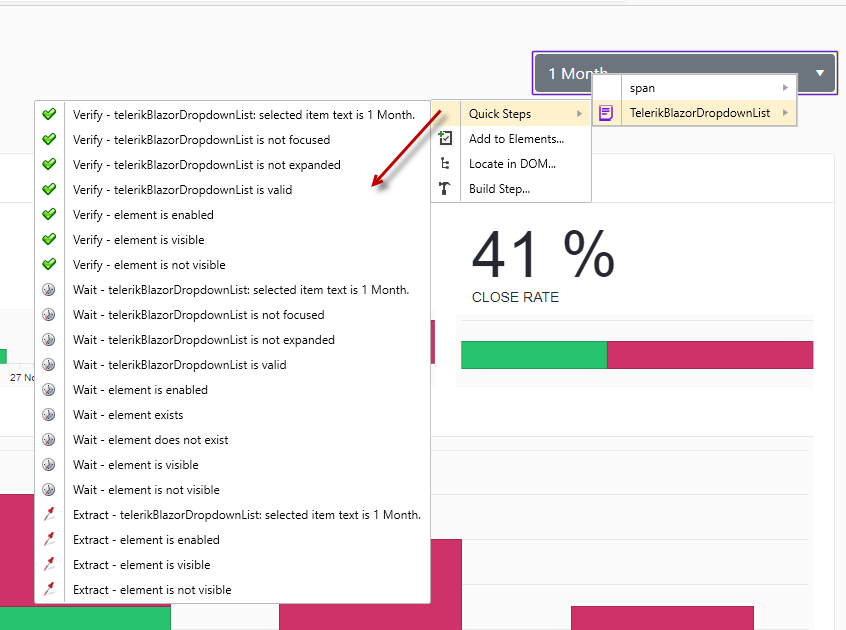 1 Month
span
TelerikBlazorDropdownList
Quick Steps
Add to Elements...
Locate in DOM...
Build Step...
Verify - telerikBlazorDropdownList: selected item text is 1 Month.
Verify - telerikBlazorDropdownList is not focused
Verify - telerikBlazorDropdownList is not expanded
Verify - telerikBlazorDropdownList is valid
Verify - element is enabled
Verify - element is visible
Verify - element is not visible
Wait - telerikBlazorDropdownList: selected item text is 1 Month.
Wait - telerikBlazorDropdownList is not focused
Wait - telerikBlazorDropdownList is not expanded
Wait - telerikBlazorDropdownList is valid
Wait - element is enabled
Wait - element exists
Wait - element does not exist
Wait - element is visible
Wait - element is not visible
Extract - telerikBlazorDropdownList: selected item text is 1 Month.
Extract - element is enabled
Extract - element is visible
Extract - element is not visible
41 %
CLOSE RATE
27